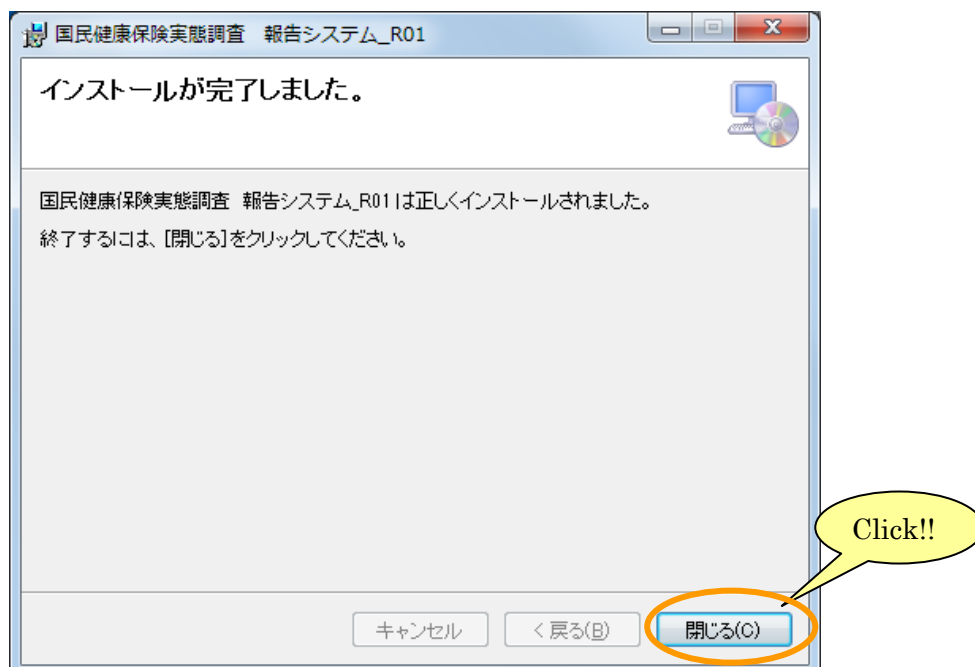 国民健康保険実態調査　報告システム_R01
インストールが完了しました。
国民健康保険実態調査　報告システム_R01は正しくインストールされました。
終了するには、[閉じる]をクリックしてください。
Click!!
キャンセル
< 戻る(B)
閉じる(C)